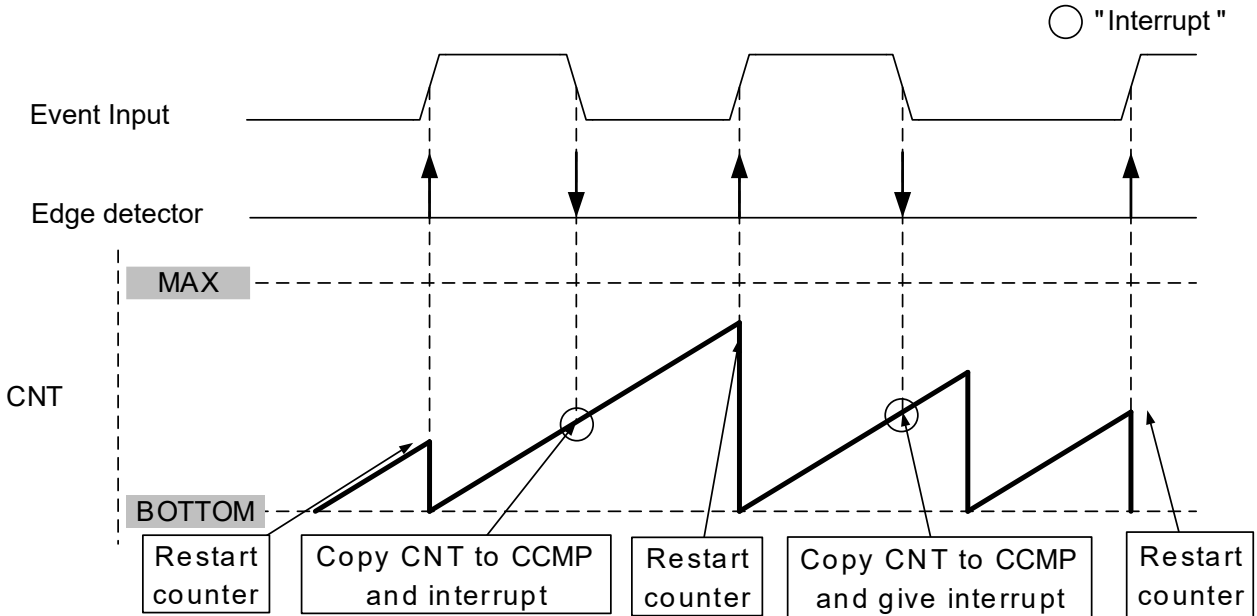 "Interrupt"
Event Input
Edge detector
MAX
CNT
BOTTOM
Restart
counter
Copy CNT to CCMP
and interrupt
Restart
counter
Copy CNT to CCMP
and give interrupt
Restart
counter